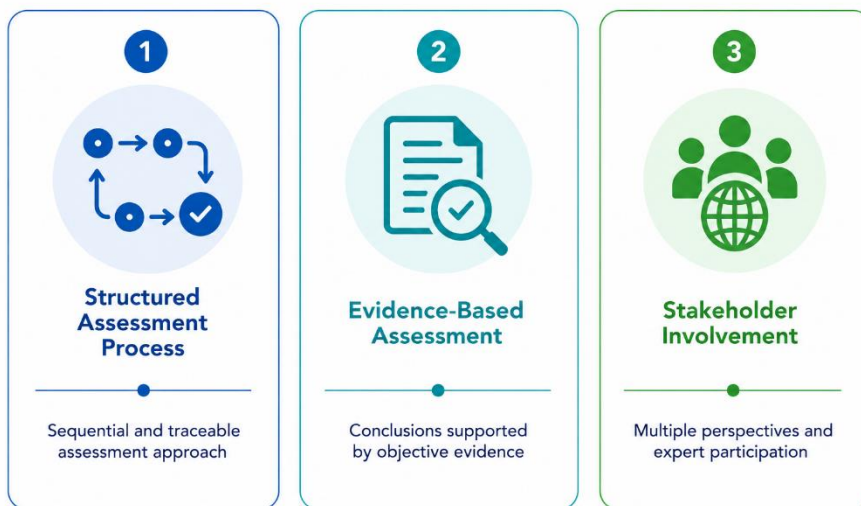 1
Structured
Assessment
Process
Sequential and traceable
assessment approach
2
Evidence-Based
Assessment
Conclusions supported
by objective evidence
3
Stakeholder
Involvement
Multiple perspectives and
expert participation